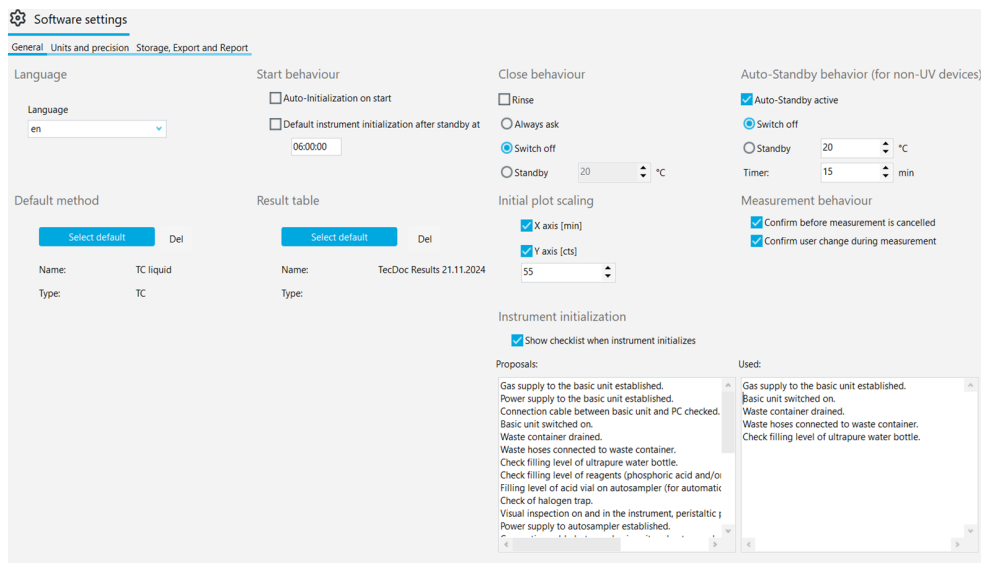 Software settings
General Units and precision Storage, Export and Report
Language
Language
en
Start behaviour
Auto-Initialization on start
Default instrument initialization after standby at
06:00:00
Close behaviour
Rinse
Always ask
Switch off
Standby 20 °C
Auto-Standby behavior (for non-UV devices)
Auto-Standby active
Switch off
Standby 20 °C
Timer: 15 min
Default method
Select default Del
Name: TC liquid
Type: TC
Result table
Select default Del
Name: TecDoc Results 21.11.2024
Type:
Initial plot scaling
X axis [min]
Y axis [cts]
55
Measurement behaviour
Confirm before measurement is cancelled
Confirm user change during measurement
Instrument initialization
Show checklist when instrument initializes
Proposals:
Gas supply to the basic unit established.
Power supply to the basic unit established.
Connection cable between basic unit and PC checked.
Basic unit switched on.
Waste container drained.
Waste hoses connected to waste container.
Check filling level of ultrapure water bottle.
Check filling level of reagents (phosphoric acid and/or
Filling level of acid vial on autosampler (for automatic
Check of halogen trap.
Visual inspection on and in the instrument, peristaltic
Power supply to autosampler established.
Used:
Gas supply to the basic unit established.
Basic unit switched on.
Waste container drained.
Waste hoses connected to waste container.
Check filling level of ultrapure water bottle.